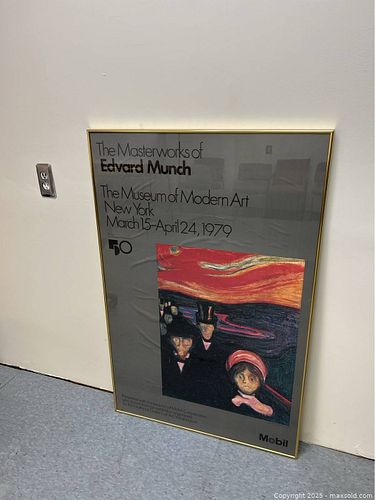 The Masterworks of
Edvard Munch
The Museum of Modern Art
New York
March 15–April 24, 1979
50
Mobil
Copyright 2025 - maxsold.com